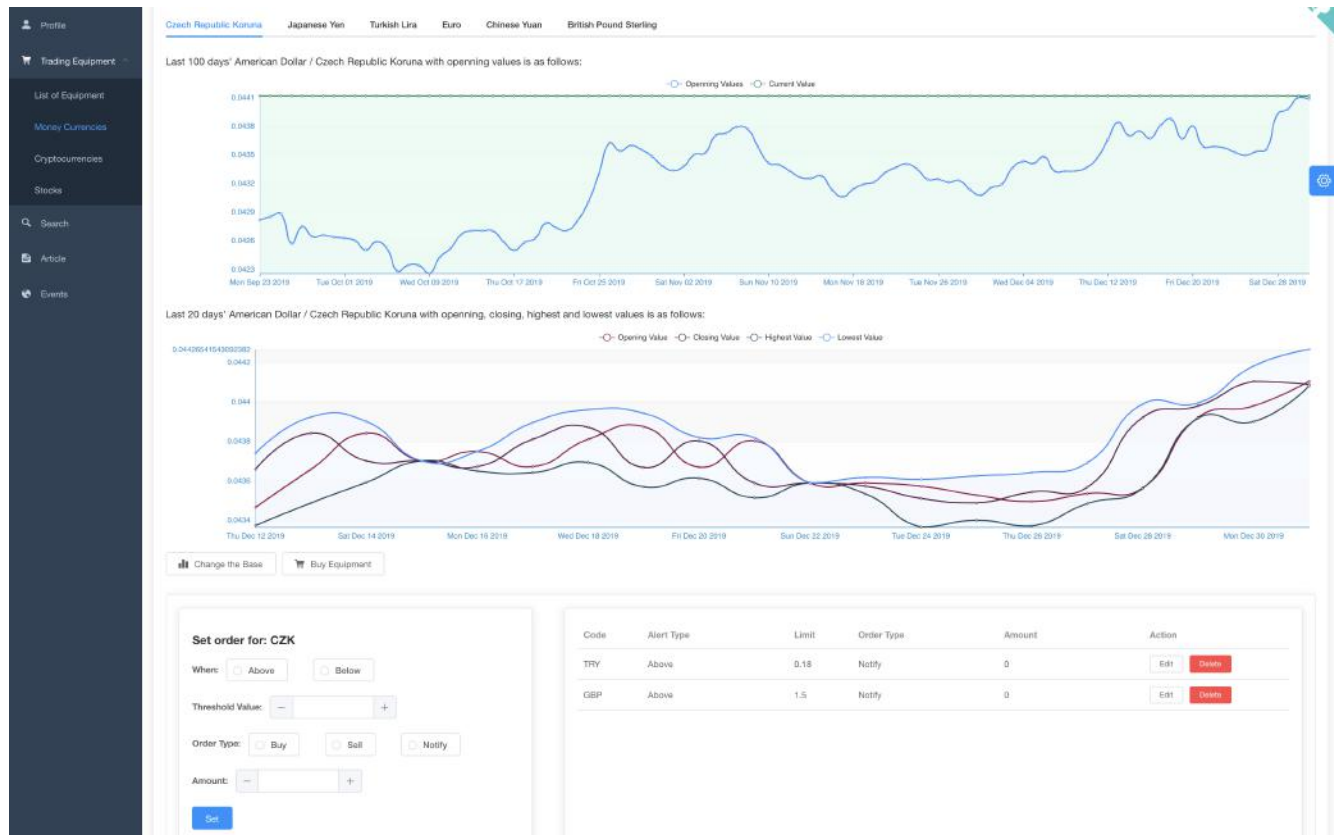 Profile
Trading Equipment
List of Equipment
Money Currencies
Cryptocurrencies
Stocks
Search
Article
Events
Czech Republic Koruna Japanese Yen Turkish Lira Euro Chinese Yuan British Pound Sterling
Last 100 days' American Dollar / Czech Republic Koruna with openning values is as follows:
Openning Values Current Value
0.0441
0.0438
0.0435
0.0432
0.0429
0.0426
0.0423
Mon Sep 23 2019 Tue Oct 01 2019 Wed Oct 09 2019 Thu Oct 17 2019 Fri Oct 25 2019 Sat Nov 02 2019 Sun Nov 10 2019 Mon Nov 18 2019 Tue Nov 26 2019 Wed Dec 04 2019 Thu Dec 12 2019 Fri Dec 20 2019 Sat Dec 28 2019
Last 20 days' American Dollar / Czech Republic Koruna with openning, closing, highest and lowest values is as follows:
Opening Value Closing Value Highest Value Lowest Value
0.0442
0.044
0.0438
0.0436
0.0434
Thu Dec 12 2019 Sat Dec 14 2019 Mon Dec 16 2019 Wed Dec 18 2019 Fri Dec 20 2019 Sun Dec 22 2019 Tue Dec 24 2019 Thu Dec 26 2019 Sat Dec 28 2019 Mon Dec 30 2019
Change the Base Buy Equipment
Set order for: CZK
When: Above Below
Threshold Value: − +
Order Type: Buy Sell Notify
Amount: − +
Set
Code Alert Type Limit Order Type Amount Action
TRY Above 0.18 Notify 0 Edit Delete
GBP Above 1.5 Notify 0 Edit Delete